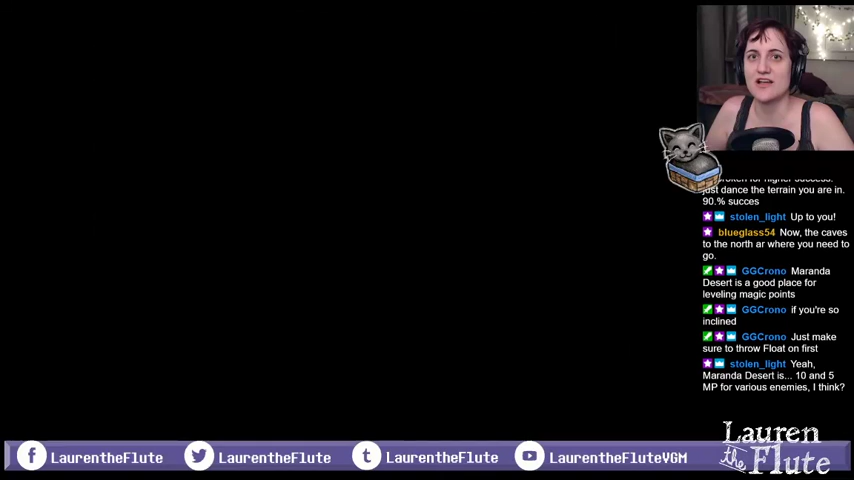 just dance the terrain you are in.
90.% succes
stolen_light Up to you!
blueglass54 Now, the caves
to the north ar where you need to
go.
GGCrono Maranda
Desert is a good place for
leveling magic points
GGCrono if you're so
inclined
GGCrono Just make
sure to throw Float on first
stolen_light Yeah,
Maranda Desert is... 10 and 5
MP for various enemies, I think?
Lauren
the Flute
LaurentheFlute
LaurentheFlute
LaurentheFlute
LaurentheFluteVGM